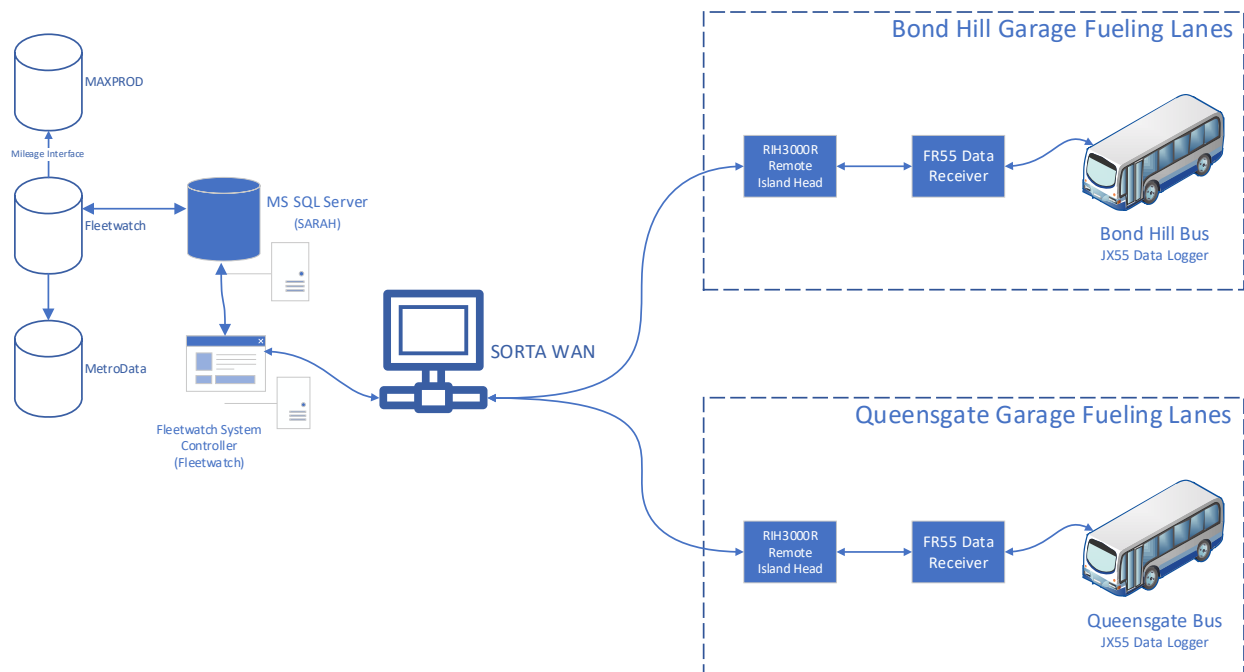 Bond Hill Garage Fueling Lanes
MAXPROD
Mileage Interface
Fleetwatch
MS SQL Server
(SARAH)
MetroData
Fleetwatch System
Controller
(Fleetwatch)
SORTA WAN
RIH3000R
Remote
Island Head
FR55 Data
Receiver
Bond Hill Bus
JX55 Data Logger
Queensgate Garage Fueling Lanes
RIH3000R
Remote
Island Head
FR55 Data
Receiver
Queensgate Bus
JX55 Data Logger